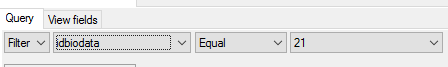 Query View fields
Filter idbiodata Equal 21